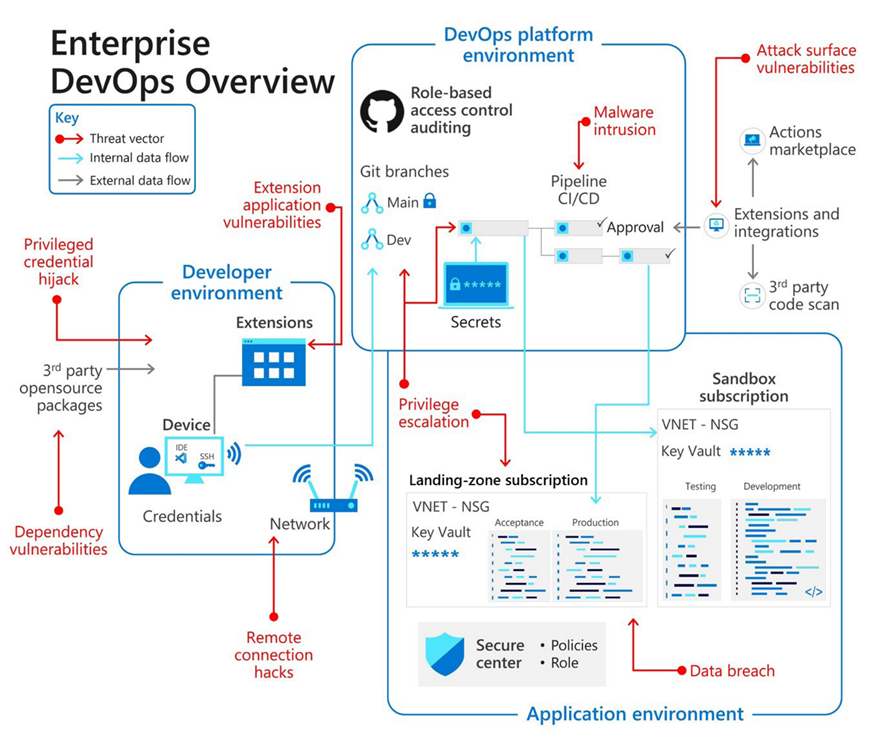 Enterprise
DevOps Overview
Key
Threat vector
Internal data flow
External data flow
DevOps platform
environment
Role-based
access control
auditing
Git branches
Main
Dev
Malware
intrusion
Pipeline
CI/CD
Approval
*****
Secrets
Attack surface
vulnerabilities
Actions
marketplace
Extensions and
integrations
3rd party
code scan
Extension
application
vulnerabilities
Privileged
credential
hijack
Developer
environment
Extensions
3rd party
opensource
packages
Device
IDE
SSH
Credentials
Network
Dependency
vulnerabilities
Remote
connection
hacks
Privilege
escalation
Landing-zone subscription
VNET - NSG
Key Vault
*****
Acceptance
Production
Sandbox
subscription
VNET - NSG
Key Vault *****
Testing
Development
</>
Secure
center
• Policies
• Role
Data breach
Application environment